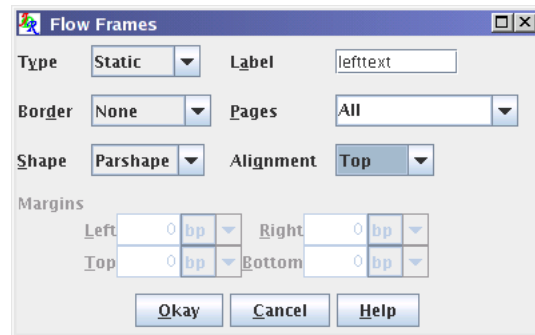 Flow Frames
Type Static Label lefttext
Border None Pages All
Shape Parshape Alignment Top
Margins
Left 0 bp Right 0 bp
Top 0 bp Bottom 0 bp
Okay Cancel Help